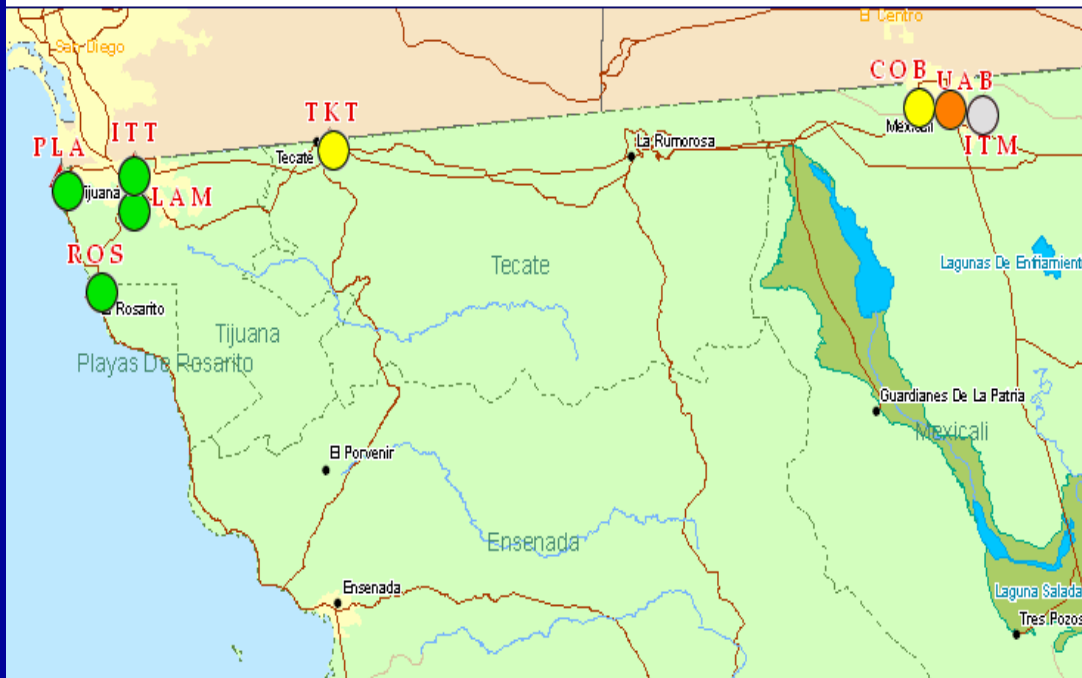 El Centro
San Diego
COB
UAB
TKT
ITT
Mexicali
ITM
PLA
Tecate
La Rumorosa
Tijuana
LAM
ROS
Lagunas De Enfriamient
Tecate
Rosarito
Tijuana
Playas De Rosarito
Guardianes De La Patria
Mexicali
El Porvenir
Ensenada
Ensenada
Laguna Salada
Tres Pozos